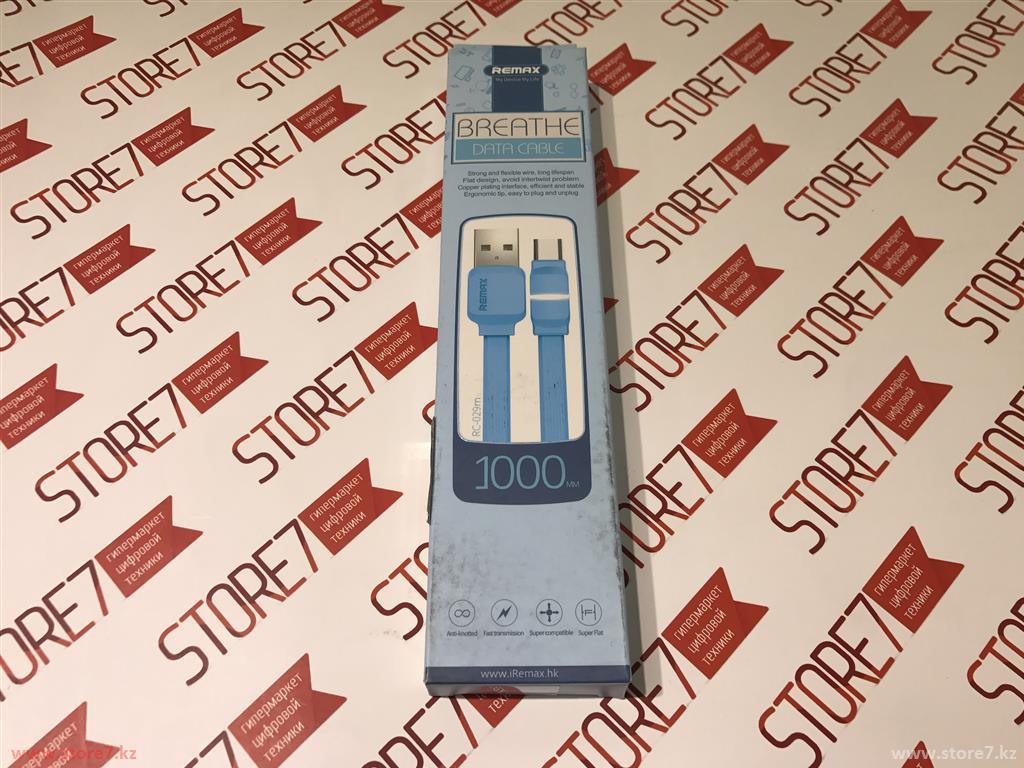 REMAX
My Device My Life
BREATHE
DATA CABLE
Strong and flexible wire, long lifespan
Flat design, avoid intertwist problem
Copper plating interface, efficient and stable
Ergonomic tip, easy to plug and unplug
REMAX
RC-029m
1000MM
Anti-knotted
Fast transmission
Super compatible
Super Flat
www.iRemax.hk
STORE7
гипермаркет
цифровой
техники
www.store7.kz
www.store7.kz